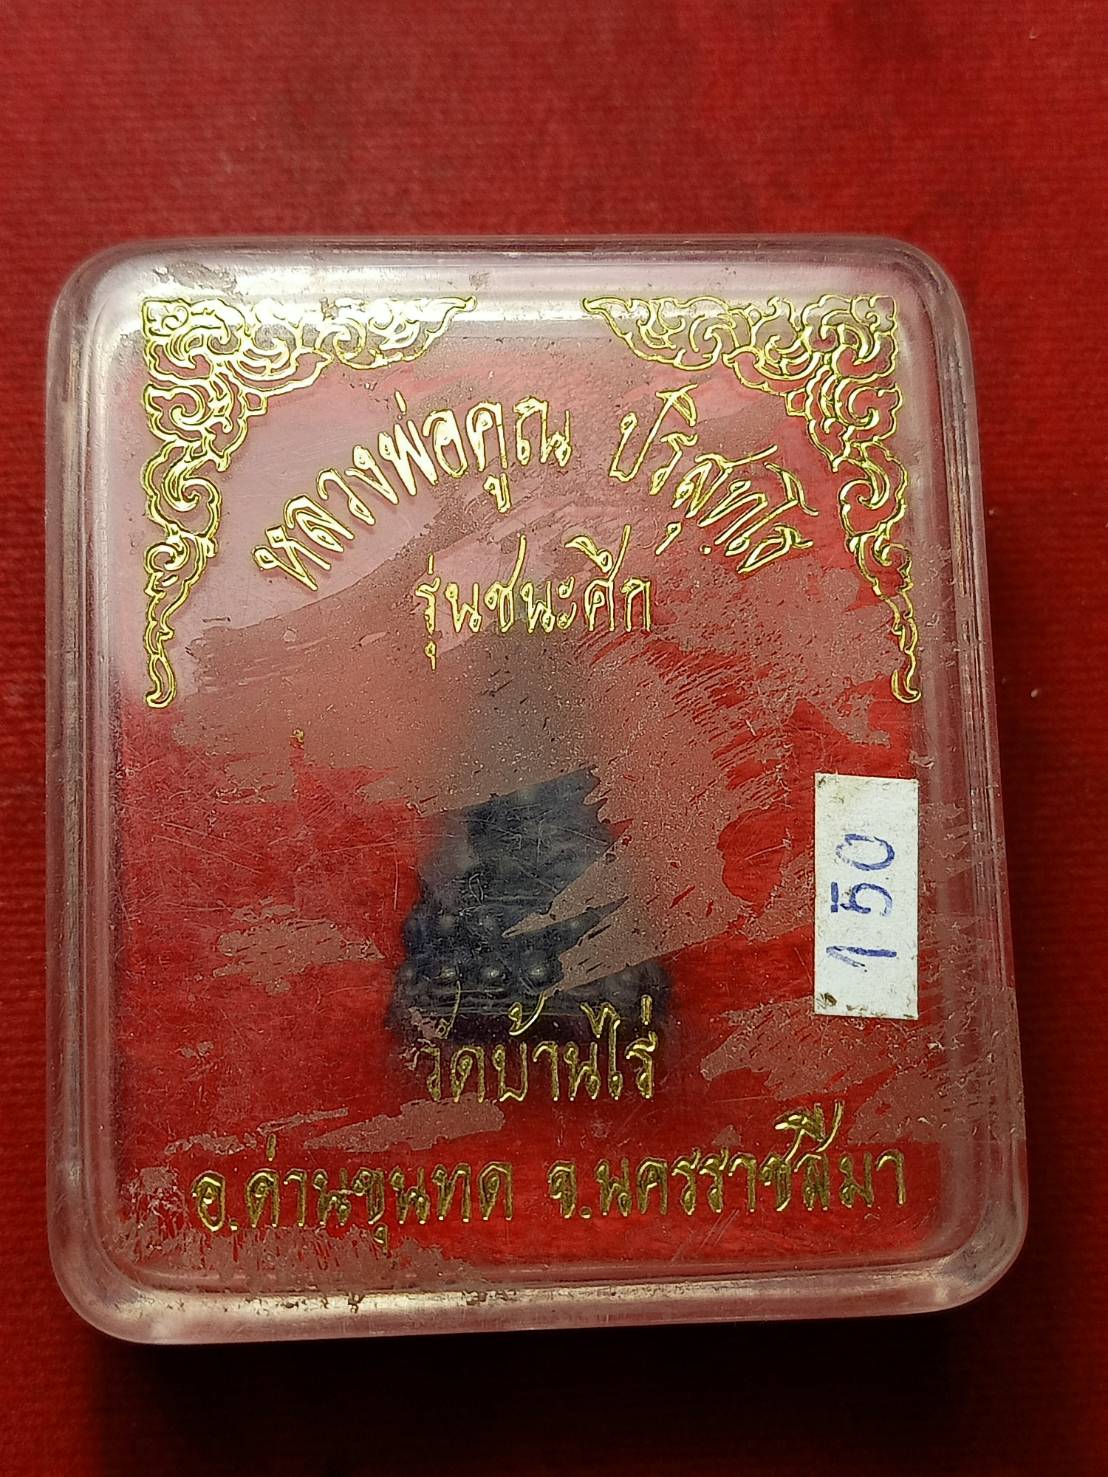 หลวงพ่อคูณ ปริสุทฺโธ
รุ่นชนะศึก
150
วัดบ้านไร่
อ.ด่านขุนทด จ.นครราชสีมา